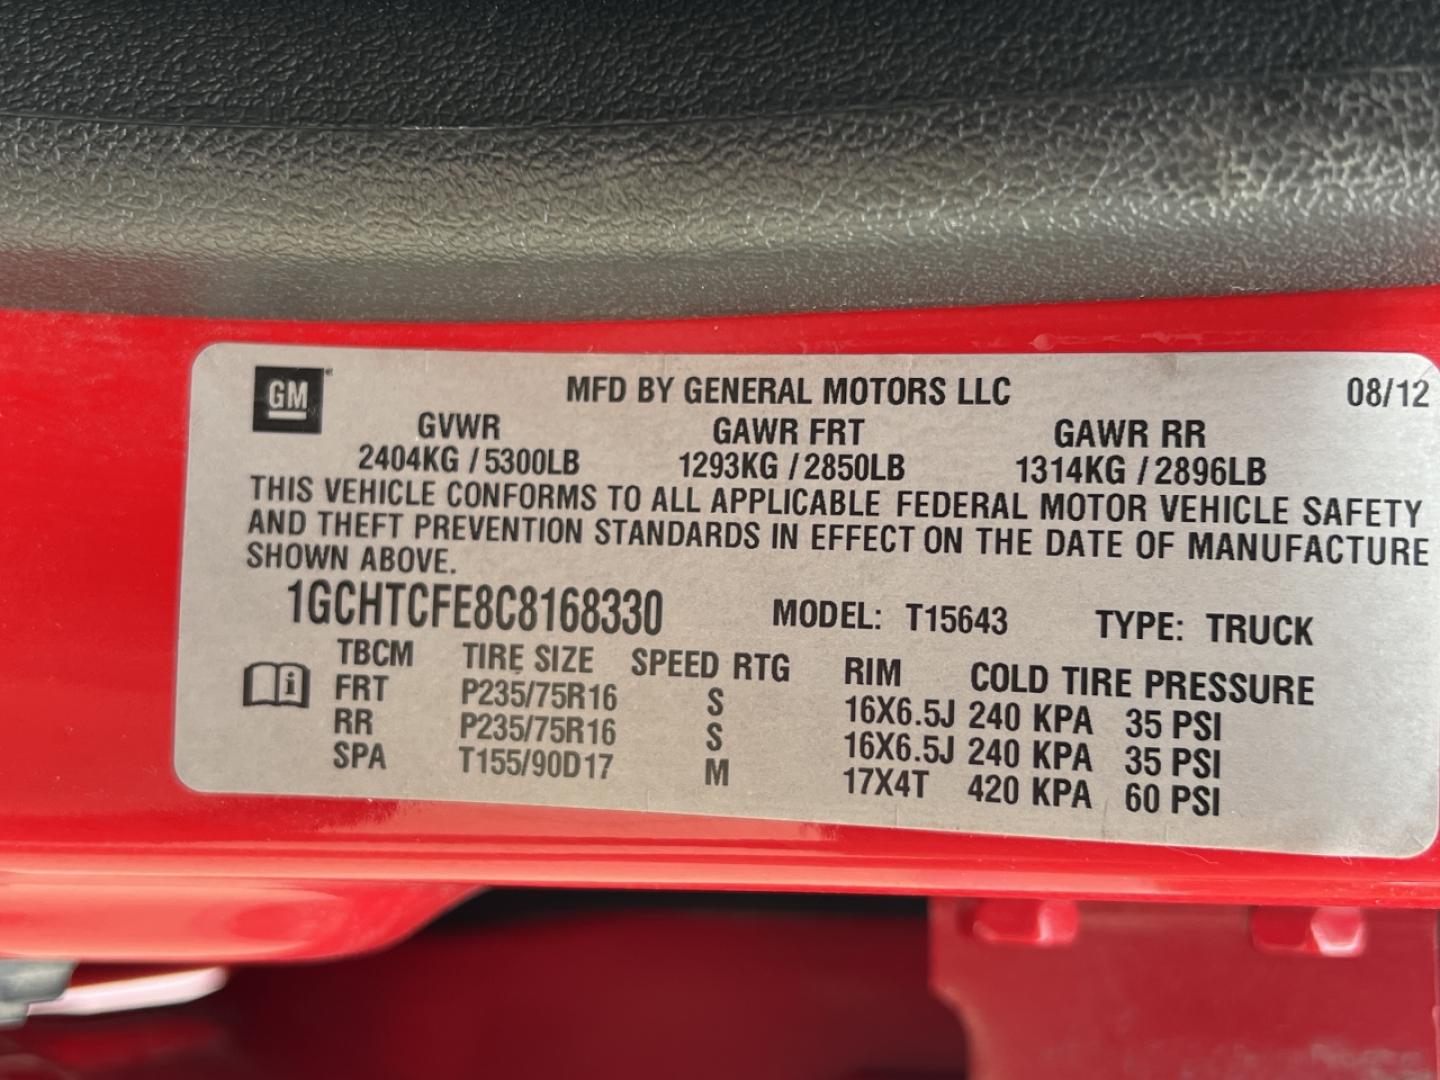 GM MFD BY GENERAL MOTORS LLC 08/12
GVWR GAWR FRT GAWR RR
2404KG / 5300LB 1293KG / 2850LB 1314KG / 2896LB
THIS VEHICLE CONFORMS TO ALL APPLICABLE FEDERAL MOTOR VEHICLE SAFETY
AND THEFT PREVENTION STANDARDS IN EFFECT ON THE DATE OF MANUFACTURE
SHOWN ABOVE.
1GCHTCFE8C8168330 MODEL: T15643 TYPE: TRUCK
TBCM TIRE SIZE SPEED RTG RIM COLD TIRE PRESSURE
FRT P235/75R16 S 16X6.5J 240 KPA 35 PSI
RR P235/75R16 S 16X6.5J 240 KPA 35 PSI
SPA T155/90D17 M 17X4T 420 KPA 60 PSI